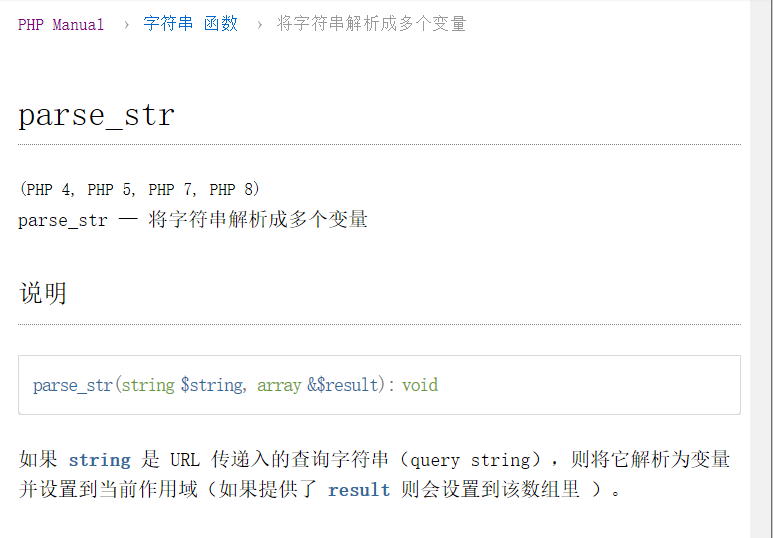 PHP Manual › 字符串 函数 › 将字符串解析成多个变量
parse_str
(PHP 4, PHP 5, PHP 7, PHP 8)
parse_str — 将字符串解析成多个变量
说明
parse_str(string $string, array &$result): void
如果 string 是 URL 传递入的查询字符串（query string），则将它解析为变量
并设置到当前作用域（如果提供了 result 则会设置到该数组里 ）。